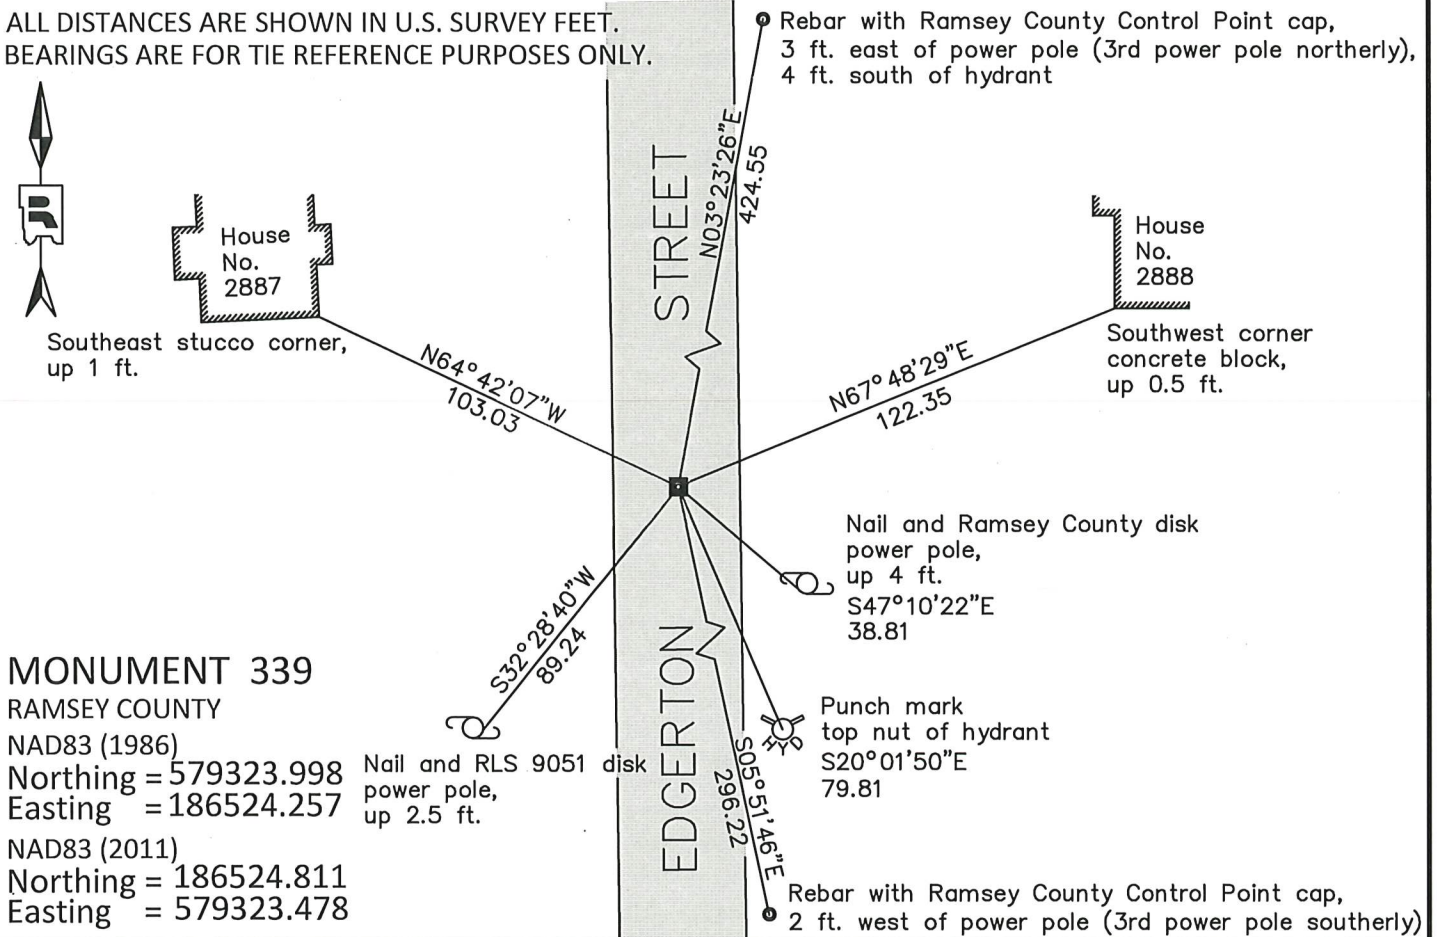 ALL DISTANCES ARE SHOWN IN U.S. SURVEY FEET.
BEARINGS ARE FOR TIE REFERENCE PURPOSES ONLY.
Rebar with Ramsey County Control Point cap,
3 ft. east of power pole (3rd power pole northerly),
4 ft. south of hydrant
N03°23'26"E
424.55
STREET
R
House
No.
2887
Southeast stucco corner,
up 1 ft.
N64°42'07"W
103.03
House
No.
2888
Southwest corner
concrete block,
up 0.5 ft.
N67°48'29"E
122.35
Nail and Ramsey County disk
power pole,
up 4 ft.
S47°10'22"E
38.81
S32°28'40"W
89.24
Nail and RLS 9051 disk
power pole,
up 2.5 ft.
EDGERTON
HYD
Punch mark
top nut of hydrant
S20°01'50"E
79.81
S05°51'46"E
296.22
Rebar with Ramsey County Control Point cap,
2 ft. west of power pole (3rd power pole southerly)
MONUMENT 339
RAMSEY COUNTY
NAD83 (1986)
Northing = 579323.998
Easting = 186524.257
NAD83 (2011)
Northing = 186524.811
Easting = 579323.478